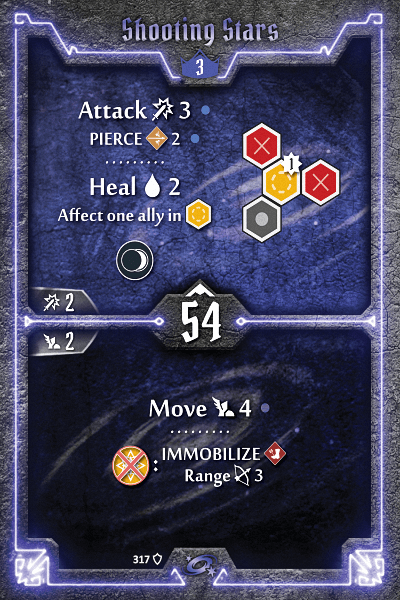 Shooting Stars
3
Attack 3
PIERCE 2
1
Heal 2
Affect one ally in
2
54
2
Move 4
: IMMOBILIZE
Range 3
317